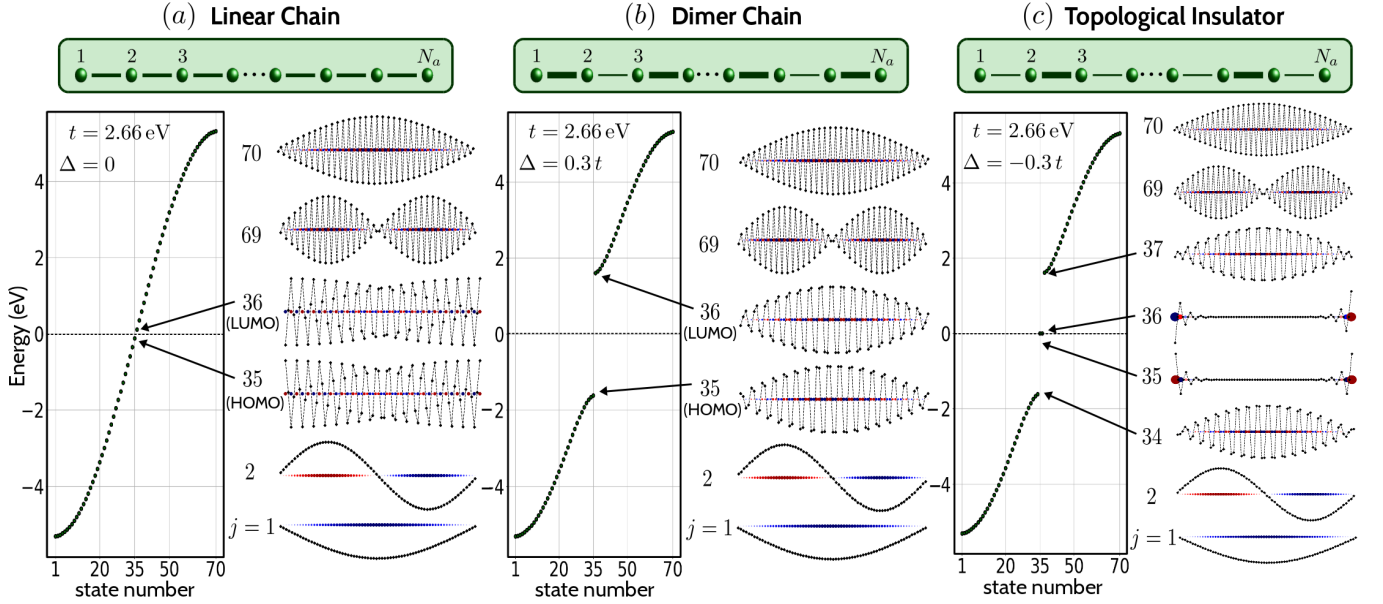 (a) Linear Chain
1 2 3 ··· N_a
t = 2.66 eV
Δ = 0
4
2
0
−2
−4
Energy (eV)
1 20 35 50 70
state number
70
69
36
(LUMO)
35
(HOMO)
2
j = 1
(b) Dimer Chain
1 2 3 ··· N_a
t = 2.66 eV
Δ = 0.3 t
4
2
0
−2
−4
1 20 35 50 70
state number
70
69
36
(LUMO)
35
(HOMO)
2
j = 1
(c) Topological Insulator
1 2 3 ··· N_a
t = 2.66 eV
Δ = −0.3 t
4
2
0
−2
−4
1 20 35 50 70
state number
70
69
37
36
35
34
2
j = 1